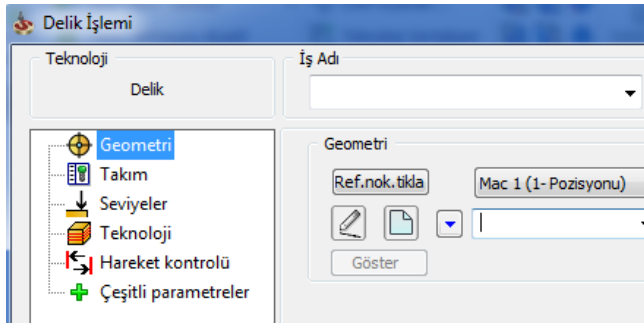 Delik İşlemi
Teknoloji
Delik
İş Adı
Geometri
Takım
Seviyeler
Teknoloji
Hareket kontrolü
Çeşitli parametreler
Geometri
Ref.nok.tikla
Mac 1 (1- Pozisyonu)
Göster